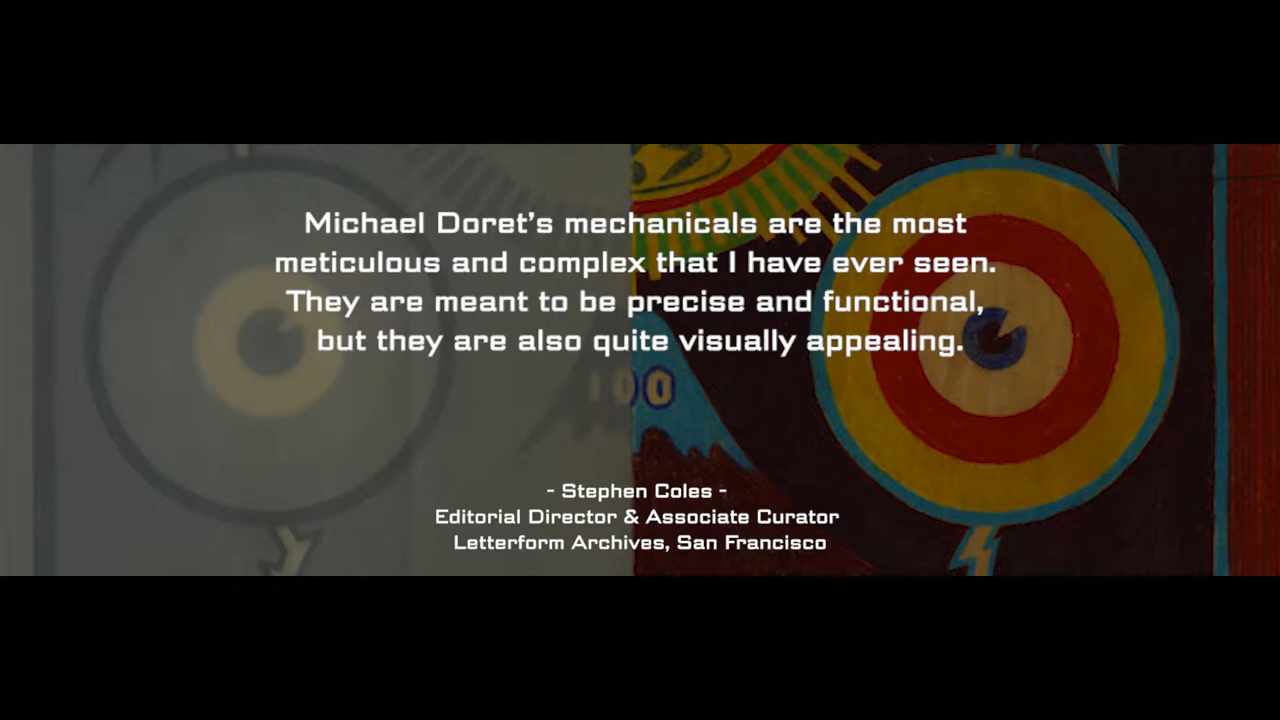 Michael Doret’s mechanicals are the most
meticulous and complex that I have ever seen.
They are meant to be precise and functional,
but they are also quite visually appealing.
100
- Stephen Coles -
Editorial Director & Associate Curator
Letterform Archives, San Francisco